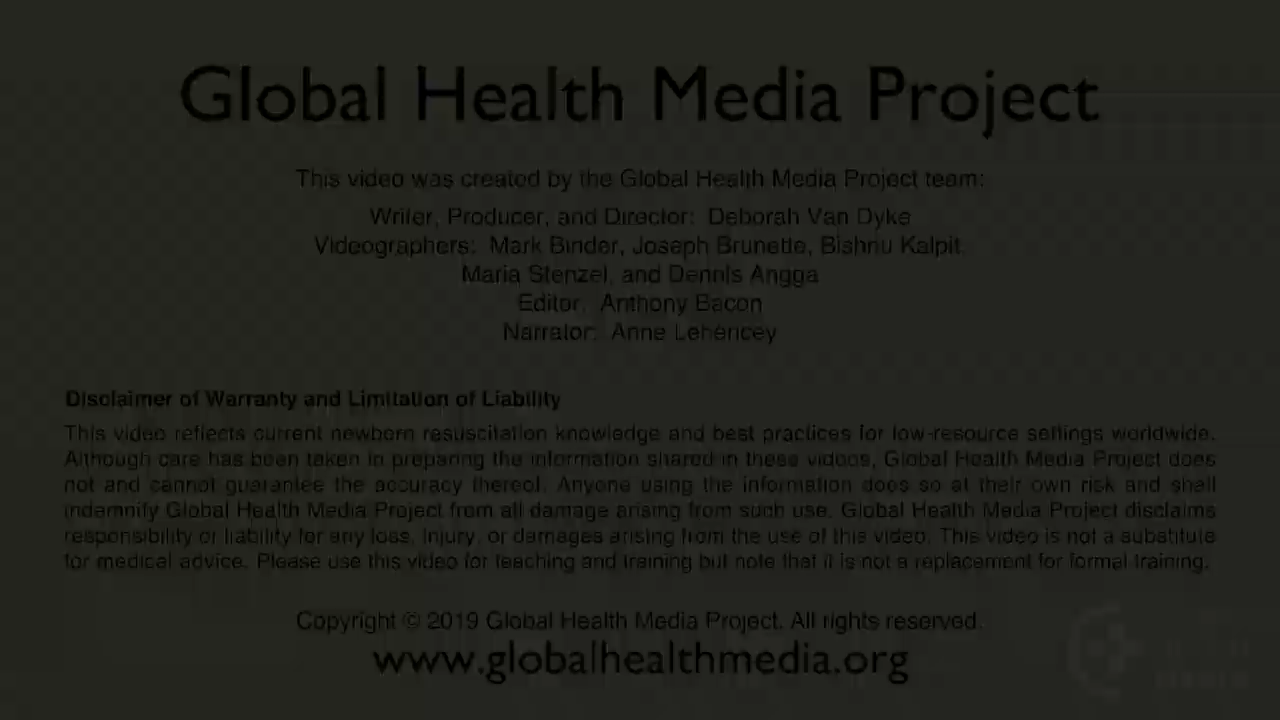 Global Health Media Project
This video was created by the Global Health Media Project team:
Writer, Producer, and Director: Deborah Van Dyke
Videographers: Mark Binder, Joseph Brunette, Bishnu Kalpit,
Maria Stenzel, and Dennis Angga
Editor: Anthony Bacon
Narrator: Anne
Disclaimer of Warranty and Limitation of Liability
This video reflects current newborn resuscitation knowledge and best practices for low-resource settings worldwide.
Although care has been taken in preparing the information shared in these videos, Global Health Media Project does
not and cannot guarantee the accuracy thereof. Anyone using the information does so at their own risk and shall
indemnify Global Health Media Project from all damage arising from such use. Global Health Media Project disclaims
responsibility or liability for any loss, injury, or damages arising from the use of this video. This video is not a substitute
for medical advice. Please use this video for teaching and training but note that it is not a replacement for formal training.
Copyright © 2019 Global Health Media Project. All rights reserved.
www.globalhealthmedia.org